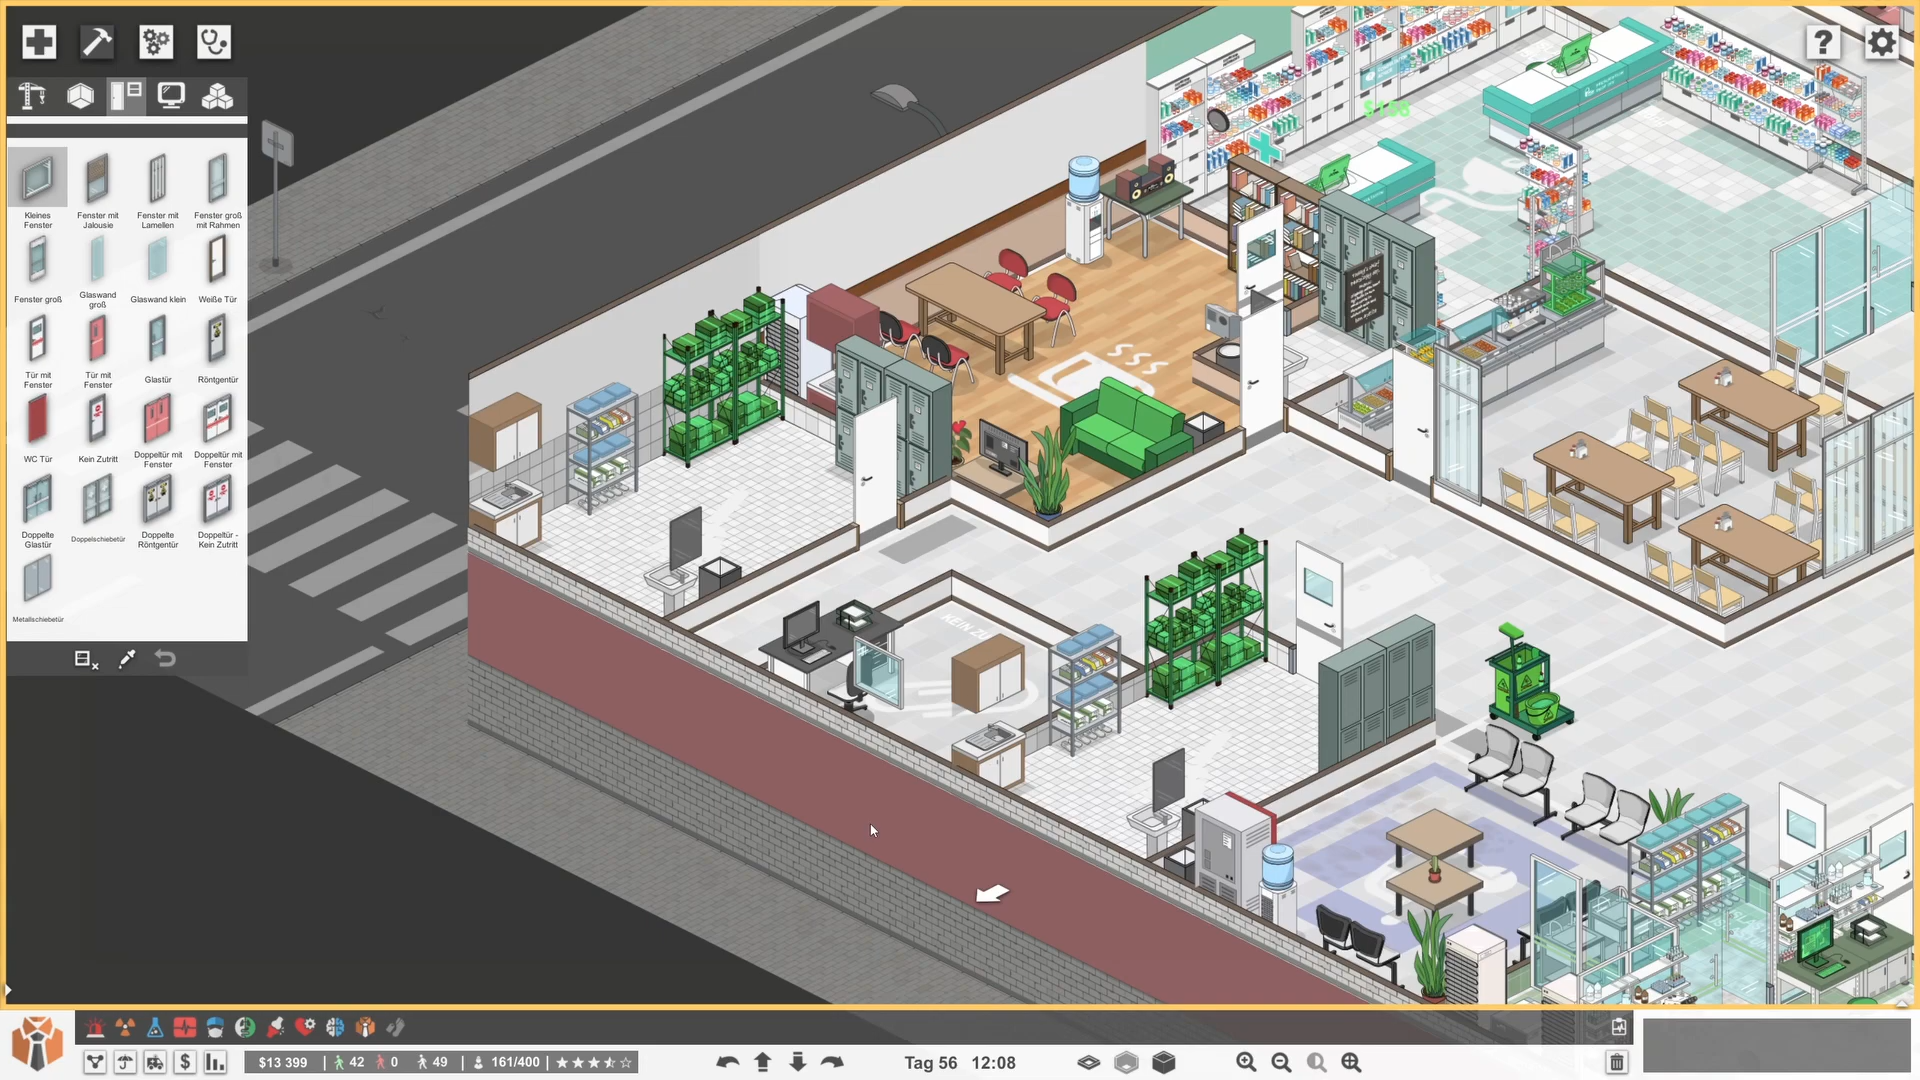 $158
Kleines Fenster
Fenster mit Jalousie
Fenster mit Lamellen
Fenster groß mit Rahmen
Fenster groß
Glaswand groß
Glaswand klein
Weiße Tür
Tür mit Fenster
Tür mit Fenster
Glastür
Röntgentür
WC Tür
Kein Zutritt
Doppeltür mit Fenster
Doppeltür mit Fenster
Doppelte Glastür
Doppelschiebetür
Doppelte Röntgentür
Doppeltür - Kein Zutritt
Metallschiebetür
KEIN ZU
$13 399
42
0
49
161/400
Tag 56 12:08